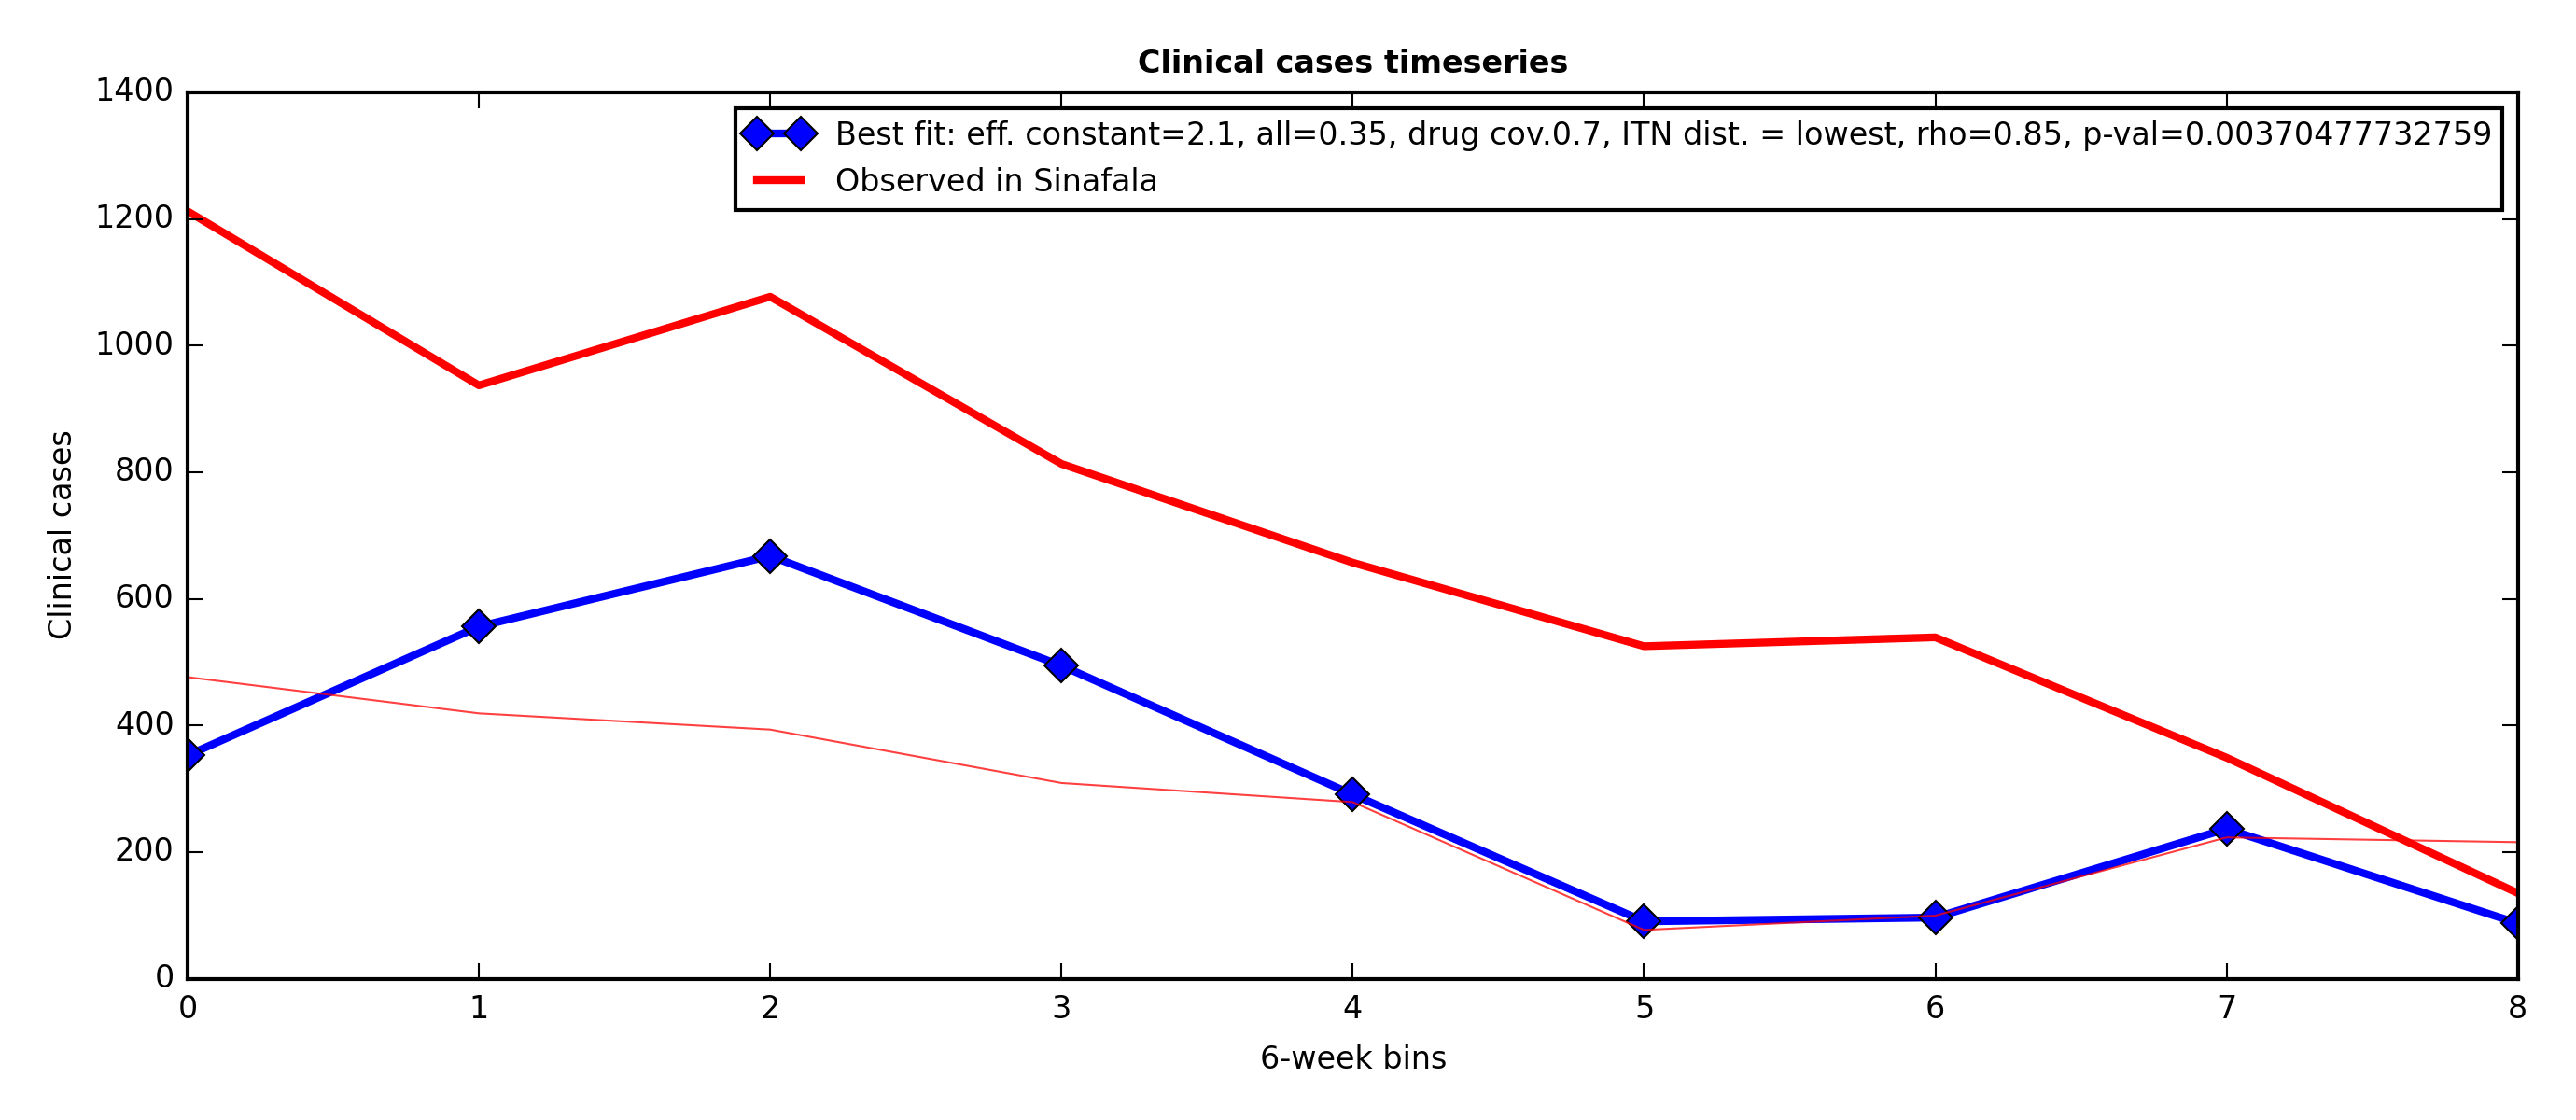 Clinical cases timeseries
1400
1200
1000
800
600
400
200
0
Clinical cases
Best fit: eff. constant=2.1, all=0.35, drug cov.0.7, ITN dist. = lowest, rho=0.85, p-val=0.00370477732759
Observed in Sinafala
0 1 2 3 4 5 6 7 8
6-week bins